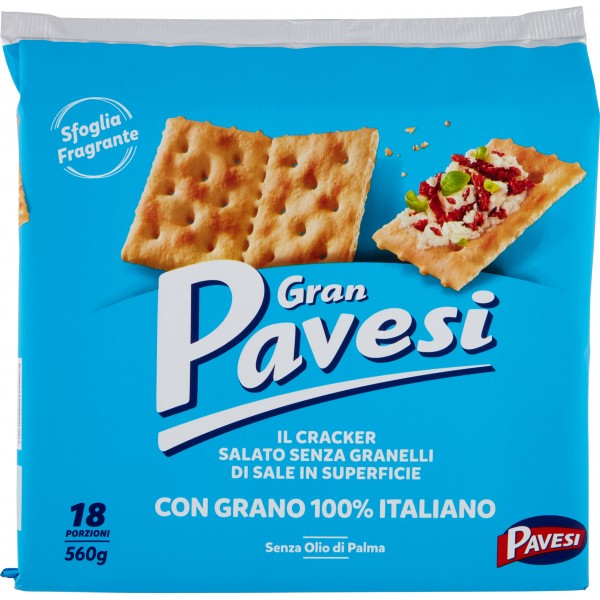 Sfoglia
Fragrante
Gran
Pavesi
IL CRACKER
SALATO SENZA GRANELLI
DI SALE IN SUPERFICIE
CON GRANO 100% ITALIANO
18
PORZIONI
560g
Senza Olio di Palma
PAVESI